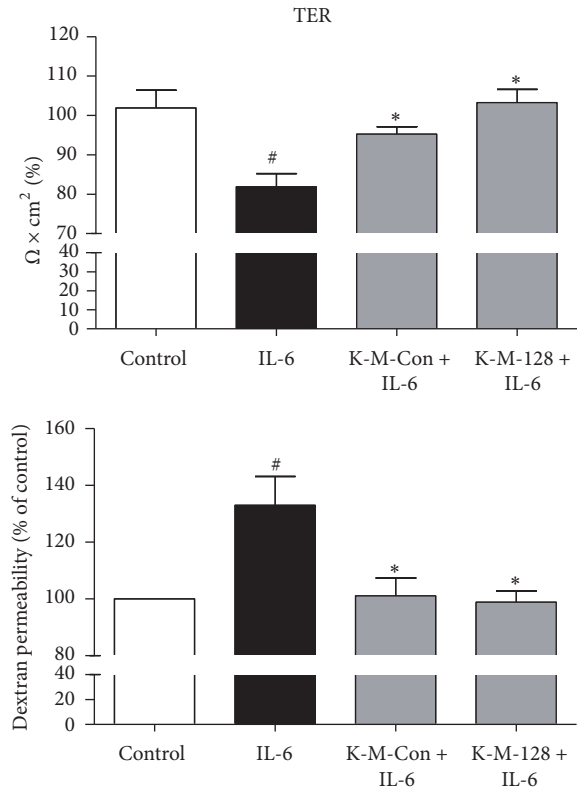 TER
Ω × cm² (%)
120
110
100
90
80
70
40
30
20
10
0
#
*
*
Control
IL-6
K-M-Con +
IL-6
K-M-128 +
IL-6
Dextran permeability (% of control)
160
140
120
100
80
40
20
0
#
*
*
Control
IL-6
K-M-Con +
IL-6
K-M-128 +
IL-6